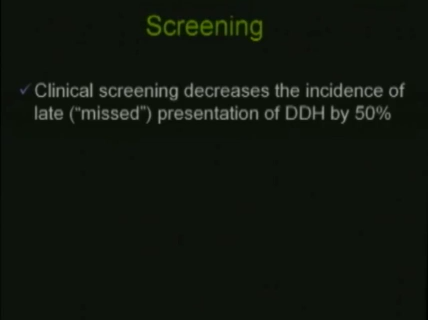 Screening
✓ Clinical screening decreases the incidence of
late ("missed") presentation of DDH by 50%